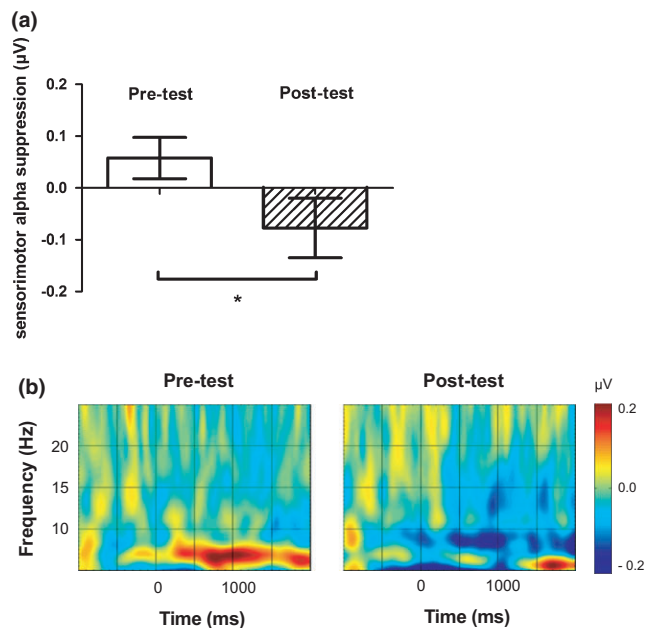 (a)
sensorimotor alpha suppression (µV)
0.2
0.1
0.0
-0.1
-0.2
Pre-test
Post-test
*
(b)
Pre-test
Post-test
µV
Frequency (Hz)
20
15
10
0
1000
0
1000
0.2
0.0
- 0.2
Time (ms)
Time (ms)